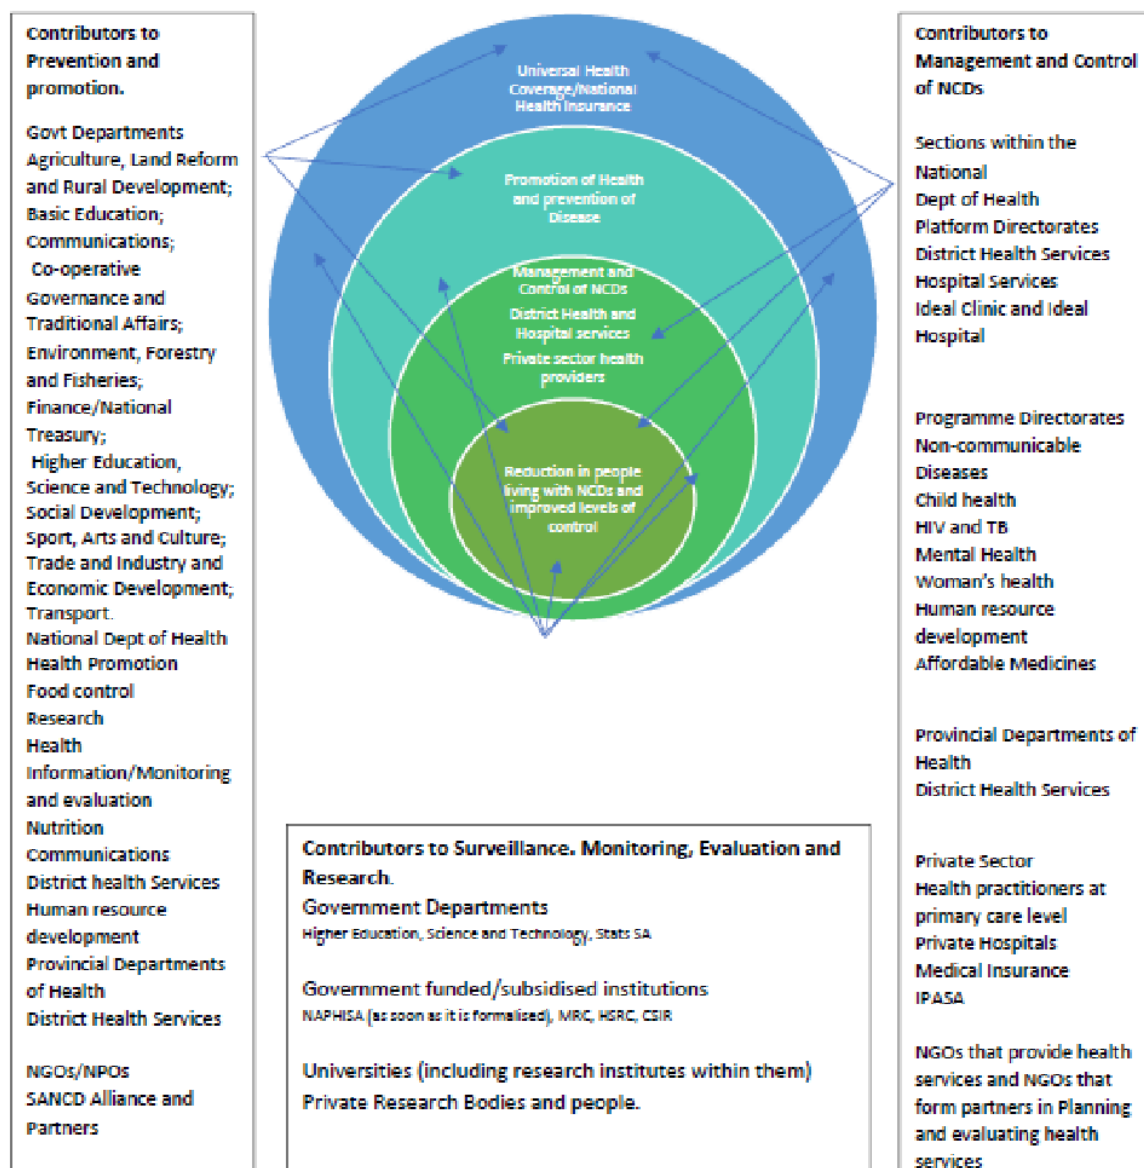 Contributors to
Prevention and
promotion.
Govt Departments
Agriculture, Land Reform
and Rural Development;
Basic Education;
Communications;
Co-operative
Governance and
Traditional Affairs;
Environment, Forestry
and Fisheries;
Finance/National
Treasury;
Higher Education,
Science and Technology;
Social Development;
Sport, Arts and Culture;
Trade and Industry and
Economic Development;
Transport.
National Dept of Health
Health Promotion
Food control
Research
Health
Information/Monitoring
and evaluation
Nutrition
Communications
District health Services
Human resource
development
Provincial Departments
of Health
District Health Services
NGOs/NPOs
SANCD Alliance and
Partners
Universal Health
Coverage/National
Health Insurance
Promotion of Health
and prevention of
Disease
Management and
Control of NCDs
District Health and
Hospital services
Private sector health
providers
Reduction in people
living with NCDs and
improved levels of
control
Contributors to Surveillance. Monitoring, Evaluation and
Research.
Government Departments
Higher Education, Science and Technology, Stats SA
Government funded/subsidised institutions
NAPHISA (as soon as it is formalised), MRC, HSRC, CSIR
Universities (including research institutes within them)
Private Research Bodies and people.
Contributors to
Management and Control
of NCDs
Sections within the
National
Dept of Health
Platform Directorates
District Health Services
Hospital Services
Ideal Clinic and Ideal
Hospital
Programme Directorates
Non-communicable
Diseases
Child health
HIV and TB
Mental Health
Woman's health
Human resource
development
Affordable Medicines
Provincial Departments of
Health
District Health Services
Private Sector
Health practitioners at
primary care level
Private Hospitals
Medical Insurance
IPASA
NGOs that provide health
services and NGOs that
form partners in Planning
and evaluating health
services